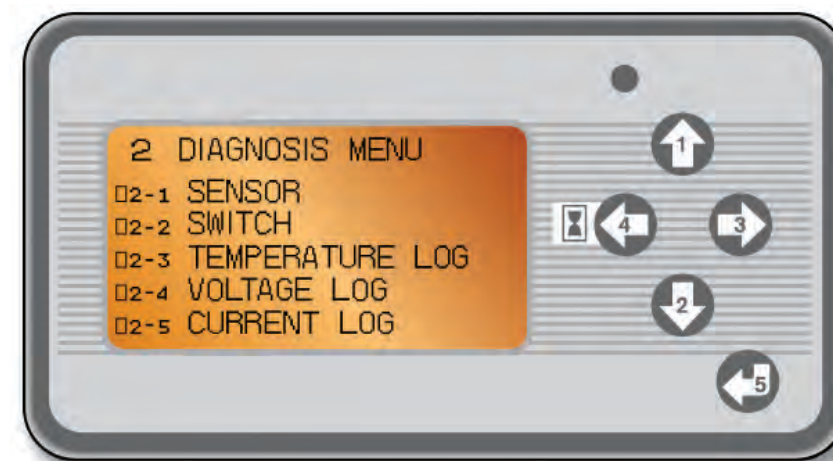 2 DIAGNOSIS MENU
▯2-1 SENSOR
▯2-2 SWITCH
▯2-3 TEMPERATURE LOG
▯2-4 VOLTAGE LOG
▯2-5 CURRENT LOG
1
4
3
2
5